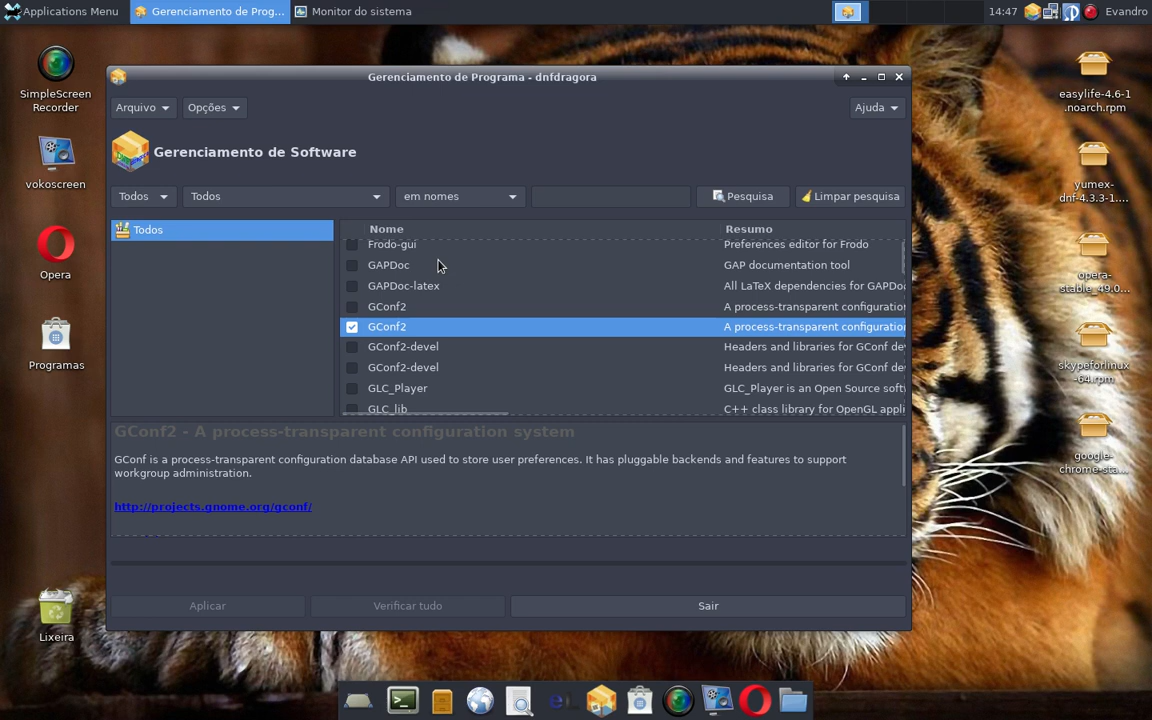 Applications Menu
Gerenciamento de Prog...
Monitor do sistema
14:47
Evandro
SimpleScreen
Recorder
vokoscreen
Opera
Programas
Lixeira
Gerenciamento de Programa - dnfdragora
Arquivo
Opções
Ajuda
Gerenciamento de Software
Todos
Todos
em nomes
Pesquisa
Limpar pesquisa
Todos
Nome Resumo
Frodo-gui Preferences editor for Frodo
GAPDoc GAP documentation tool
GAPDoc-latex All LaTeX dependencies for GAPDoc
GConf2 A process-transparent configuration
GConf2 A process-transparent configuration
GConf2-devel Headers and libraries for GConf dev
GConf2-devel Headers and libraries for GConf dev
GLC_Player GLC_Player is an Open Source soft
GLC_lib C++ class library for OpenGL appli
GConf2 - A process-transparent configuration system
GConf is a process-transparent configuration database API used to store user preferences. It has pluggable backends and features to support
workgroup administration.
http://projects.gnome.org/gconf/
Aplicar
Verificar tudo
Sair
easylife-4.6-1
.noarch.rpm
yumex-
dnf-4.3.3-1....
opera-
stable_49.0...
skypeforlinux
-64.rpm
google-
chrome-sta...